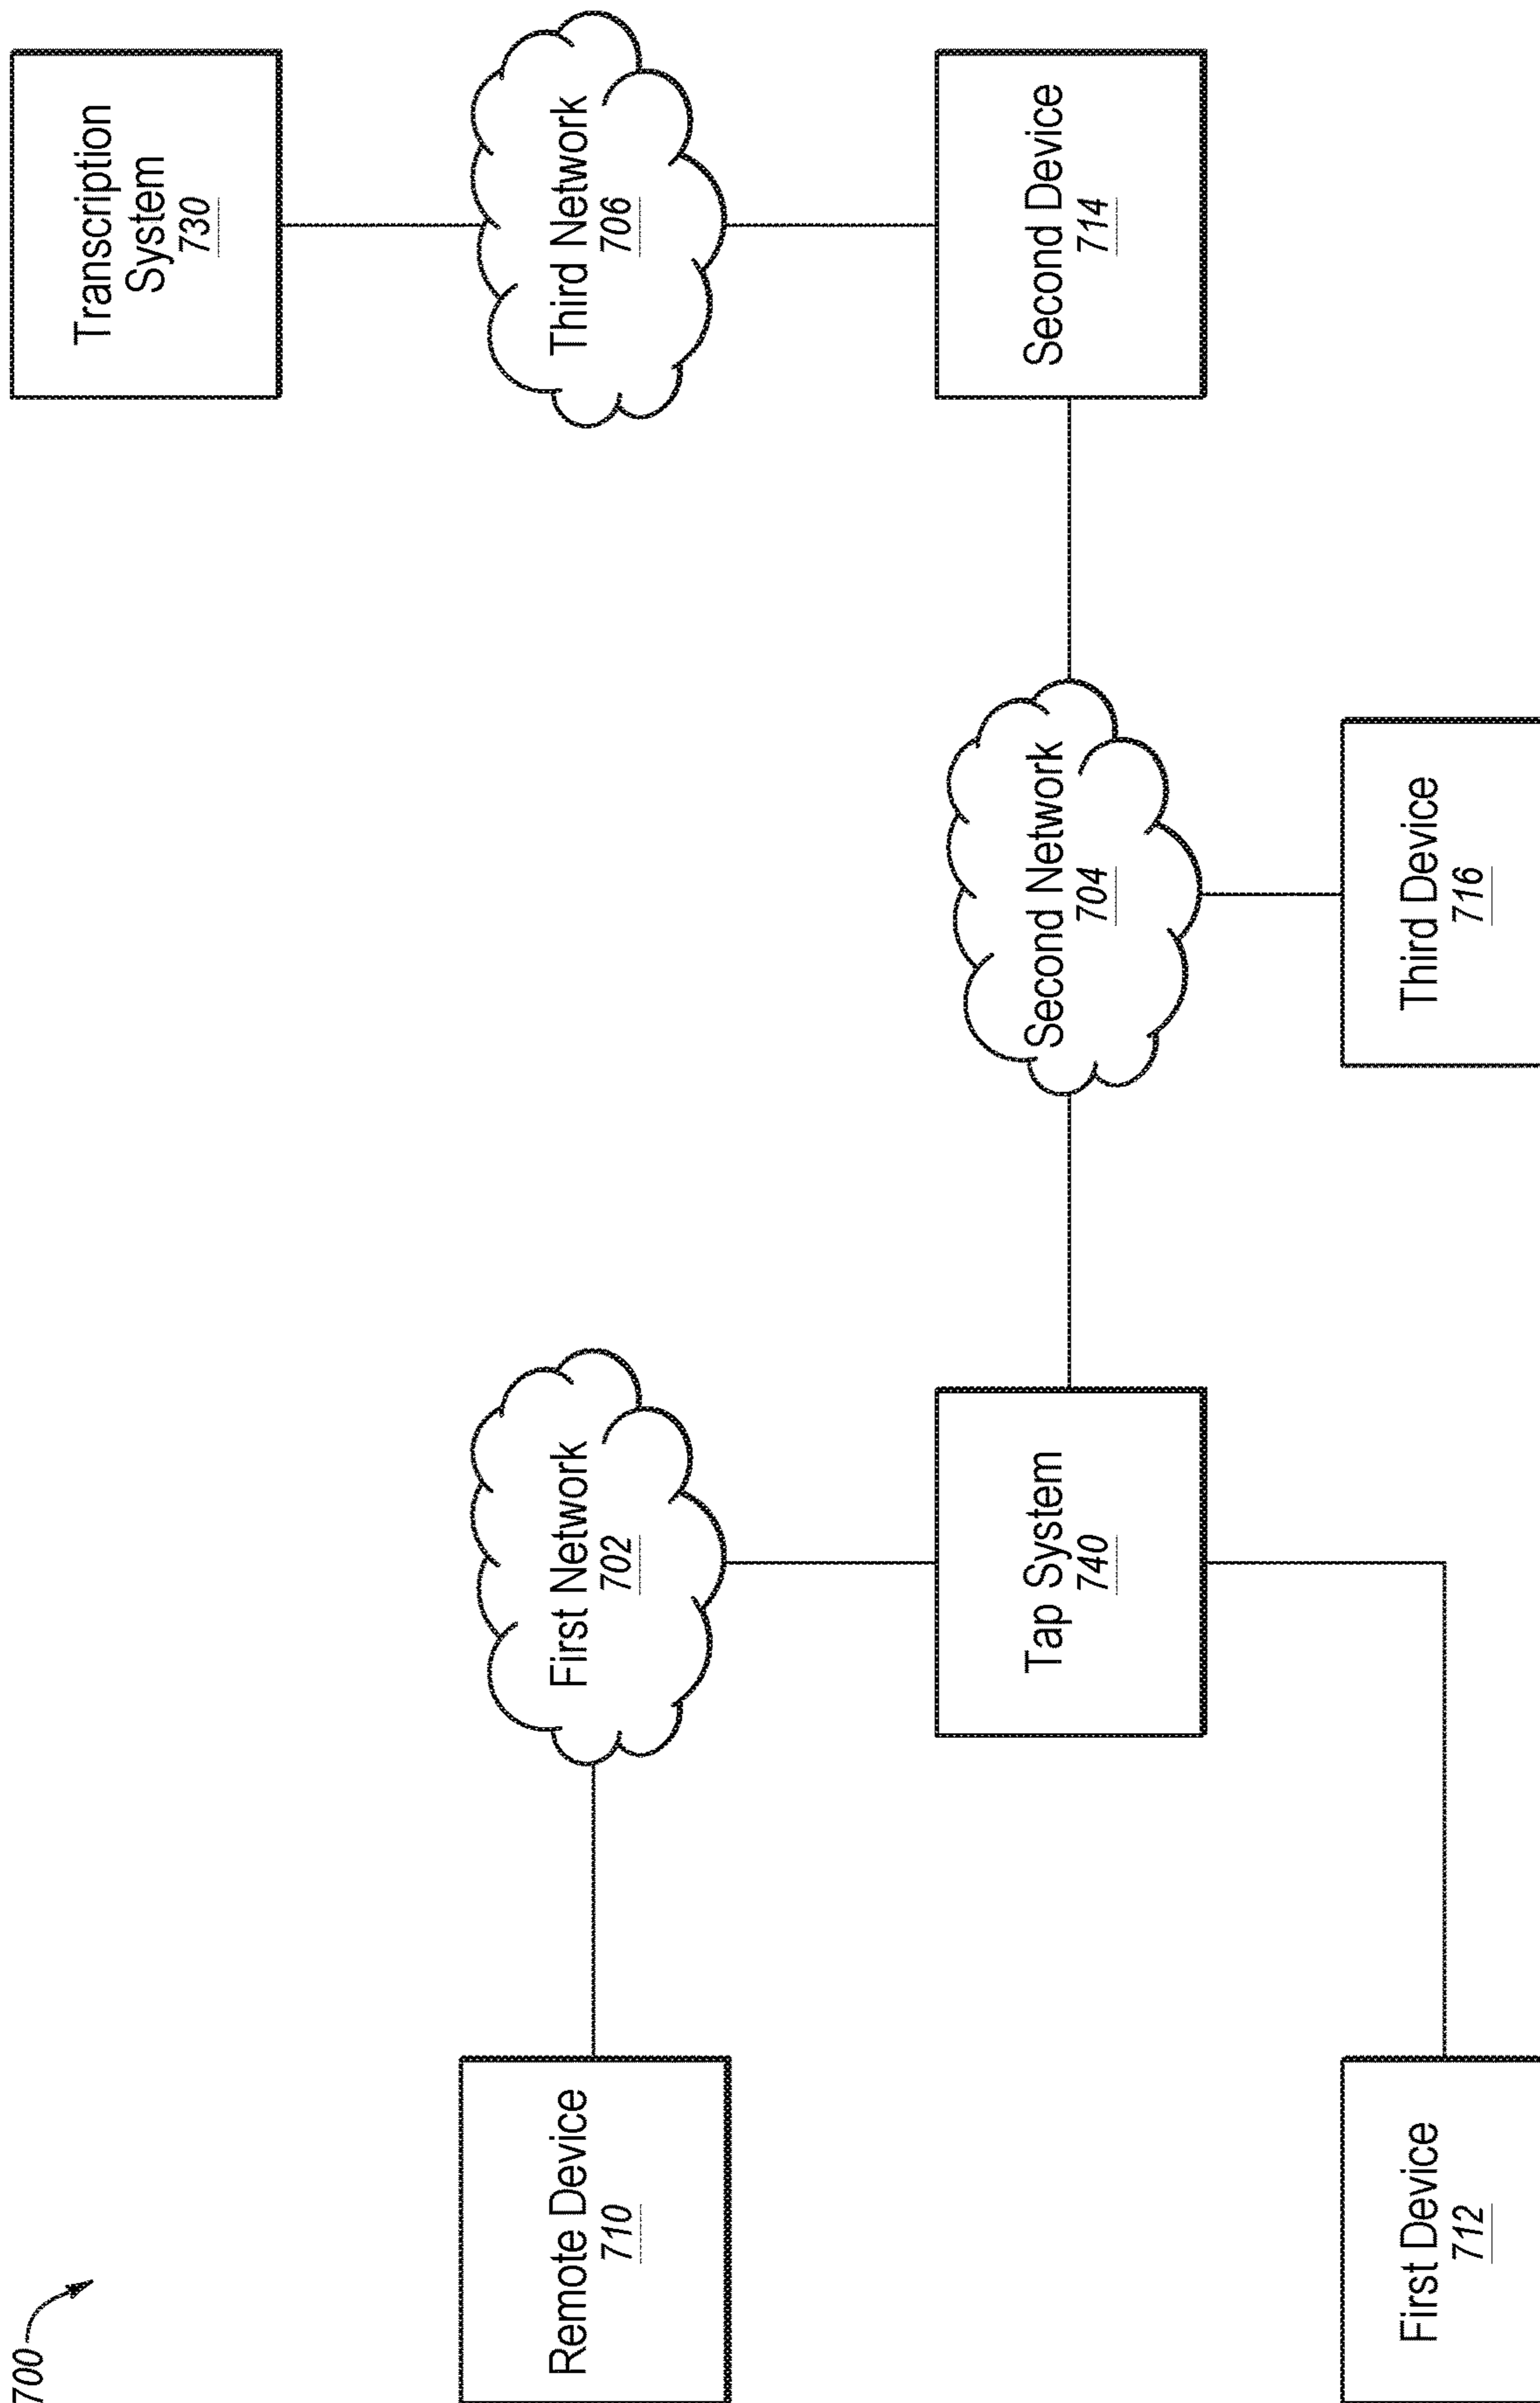 700
Transcription
System
730
Remote Device
710
First Network
702
Third Network
706
Tap System
740
Second Network
704
Second Device
714
First Device
712
Third Device
716